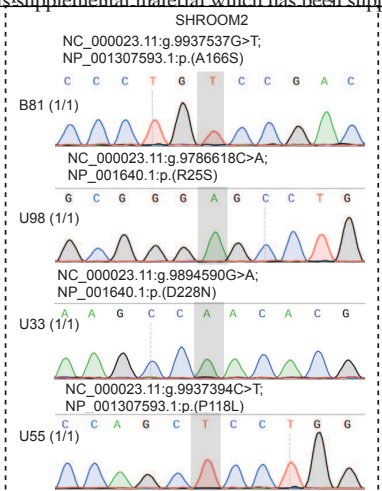 SHROOM2
NC_000023.11:g.9937537G>T;
NP_001307593.1:p.(A166S)
C C C T G T C C G A C
B81 (1/1)
NC_000023.11:g.9786618C>A;
NP_001640.1:p.(R25S)
G C G G G A G C C T G
U98 (1/1)
NC_000023.11:g.9894590G>A;
NP_001640.1:p.(D228N)
A A G C C A A C A C G
U33 (1/1)
NC_000023.11:g.9937394C>T;
NP_001307593.1:p.(P118L)
C C A G C T C C T G G
U55 (1/1)